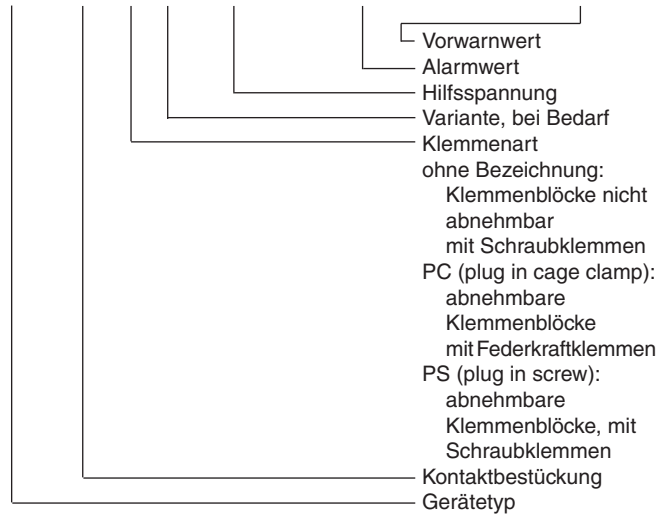 Vorwarnwert
Alarmwert
Hilfsspannung
Variante, bei Bedarf
Klemmenart
ohne Bezeichnung:
Klemmenblöcke nicht
abnehmbar
mit Schraubklemmen
PC (plug in cage clamp):
abnehmbare
Klemmenblöcke
mit Federkraftklemmen
PS (plug in screw):
abnehmbare
Klemmenblöcke, mit
Schraubklemmen
Kontaktbestückung
Gerätetyp